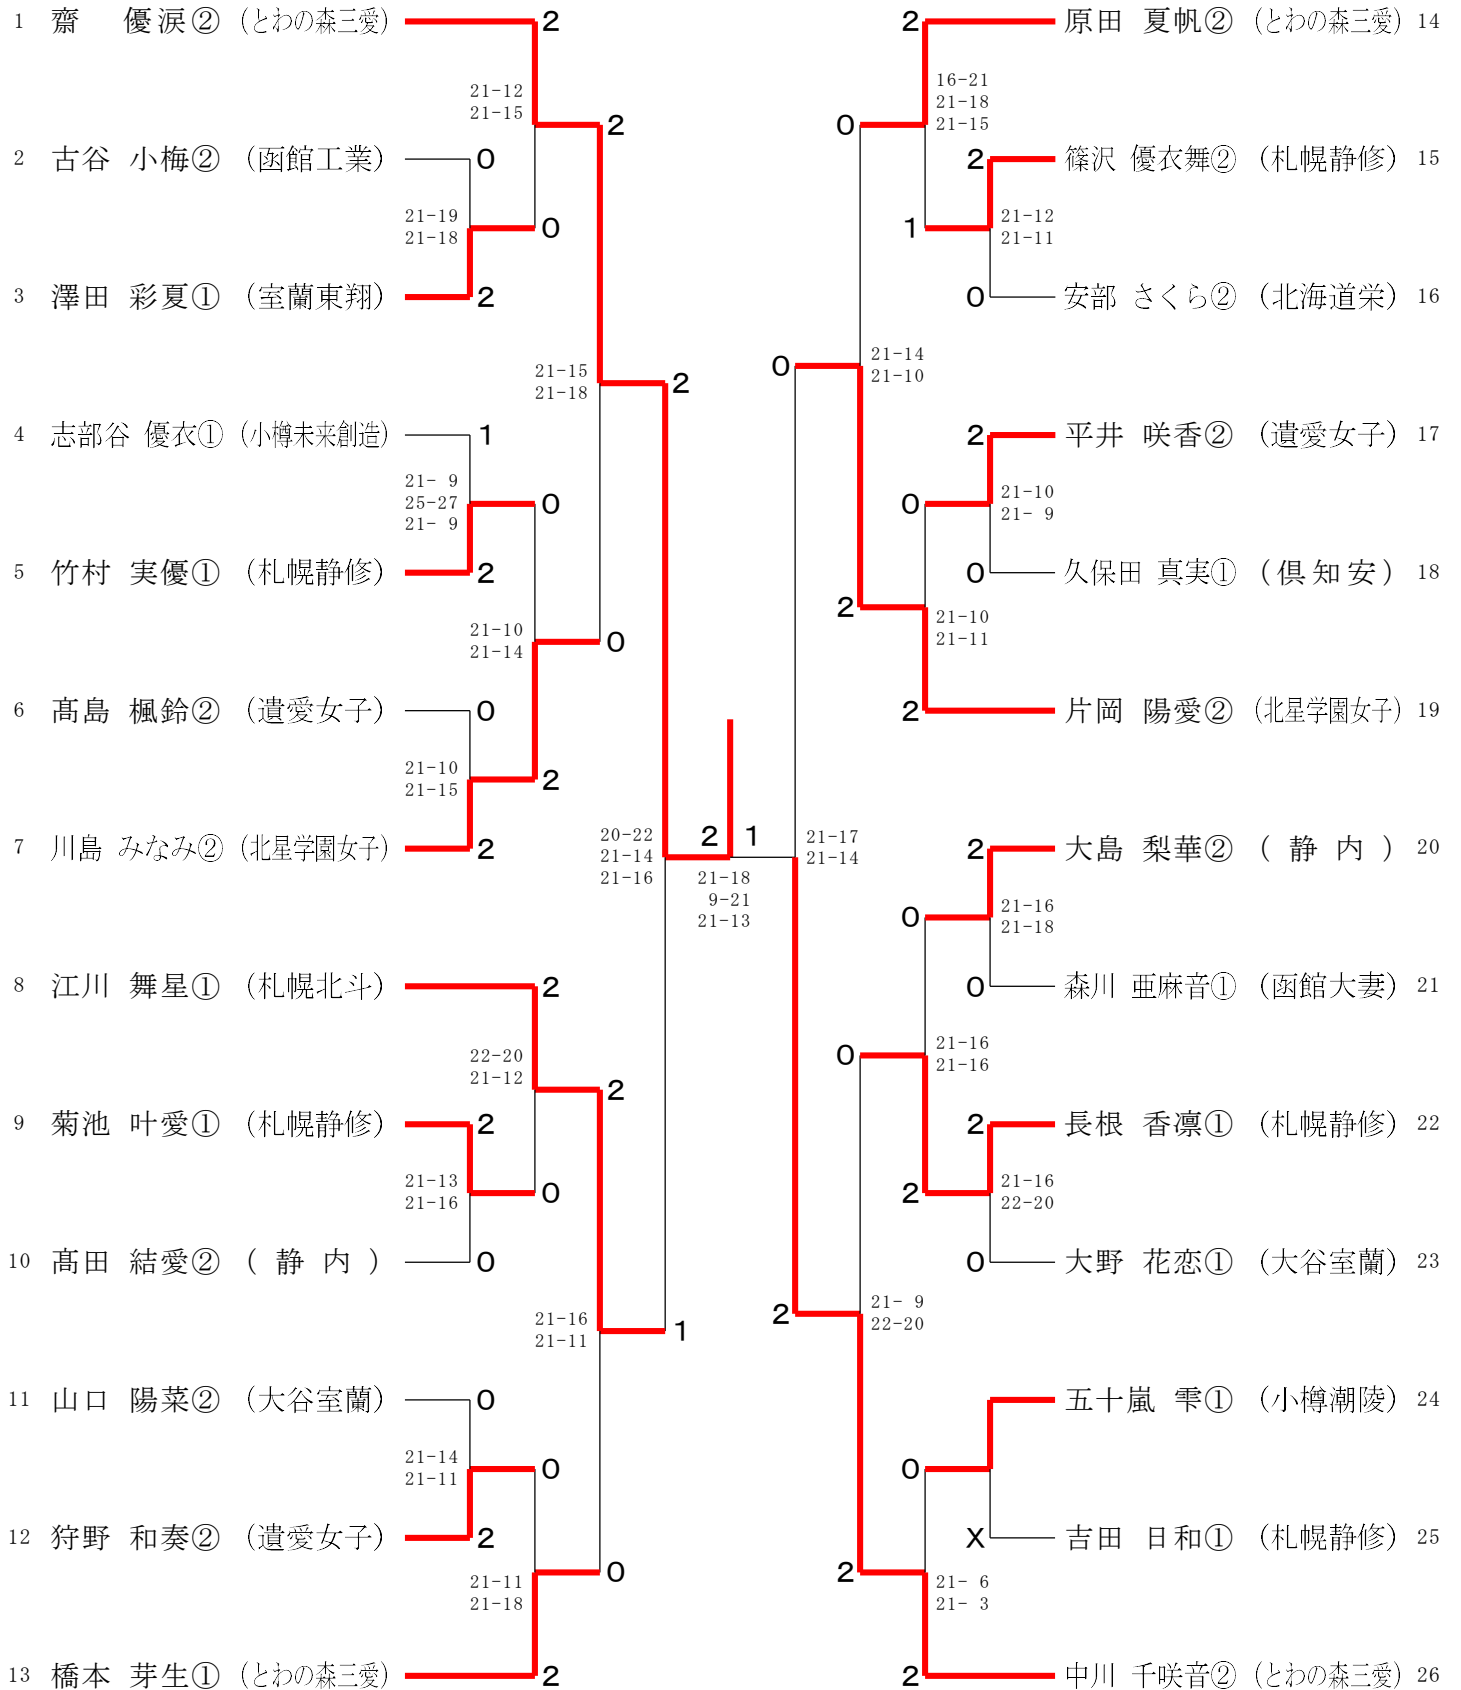 1 齋 優涙② (とわの森三愛) 2
21-12
21-15
2
2 古谷 小梅② (函館工業) 0
21-19
21-18
0
3 澤田 彩夏① (室蘭東翔) 2
21-15
21-18
2
4 志部谷 優衣① (小樽未来創造) 1
21- 9
25-27
21- 9
0
5 竹村 実優① (札幌静修) 2
21-10
21-14
0
6 髙島 楓鈴② (遺愛女子) 0
21-10
21-15
2
7 川島 みなみ② (北星学園女子) 2
20-22
21-14
21-16
2 1
21-18
9-21
21-13
8 江川 舞星① (札幌北斗) 2
22-20
21-12
2
9 菊池 叶愛① (札幌静修) 2
21-13
21-16
0
10 髙田 結愛② (静内) 0
21-16
21-11
1
11 山口 陽菜② (大谷室蘭) 0
21-14
21-11
0
12 狩野 和奏② (遺愛女子) 2
21-11
21-18
0
13 橋本 芽生① (とわの森三愛) 2
2 原田 夏帆② (とわの森三愛) 14
16-21
21-18
21-15
0
2 篠沢 優衣舞② (札幌静修) 15
21-12
21-11
1
0 安部 さくら② (北海道栄) 16
21-14
21-10
0
2 平井 咲香② (遺愛女子) 17
21-10
21- 9
0
0 久保田 真実① (倶知安) 18
21-10
21-11
2
2 片岡 陽愛② (北星学園女子) 19
21-17
21-14
2 大島 梨華② (静内) 20
21-16
21-18
0
0 森川 亜麻音① (函館大妻) 21
21-16
21-16
0
2 長根 香凛① (札幌静修) 22
21-16
22-20
2
0 大野 花恋① (大谷室蘭) 23
21- 9
22-20
2
五十嵐 雫① (小樽潮陵) 24
0
X 吉田 日和① (札幌静修) 25
21- 6
21- 3
2
2 中川 千咲音② (とわの森三愛) 26